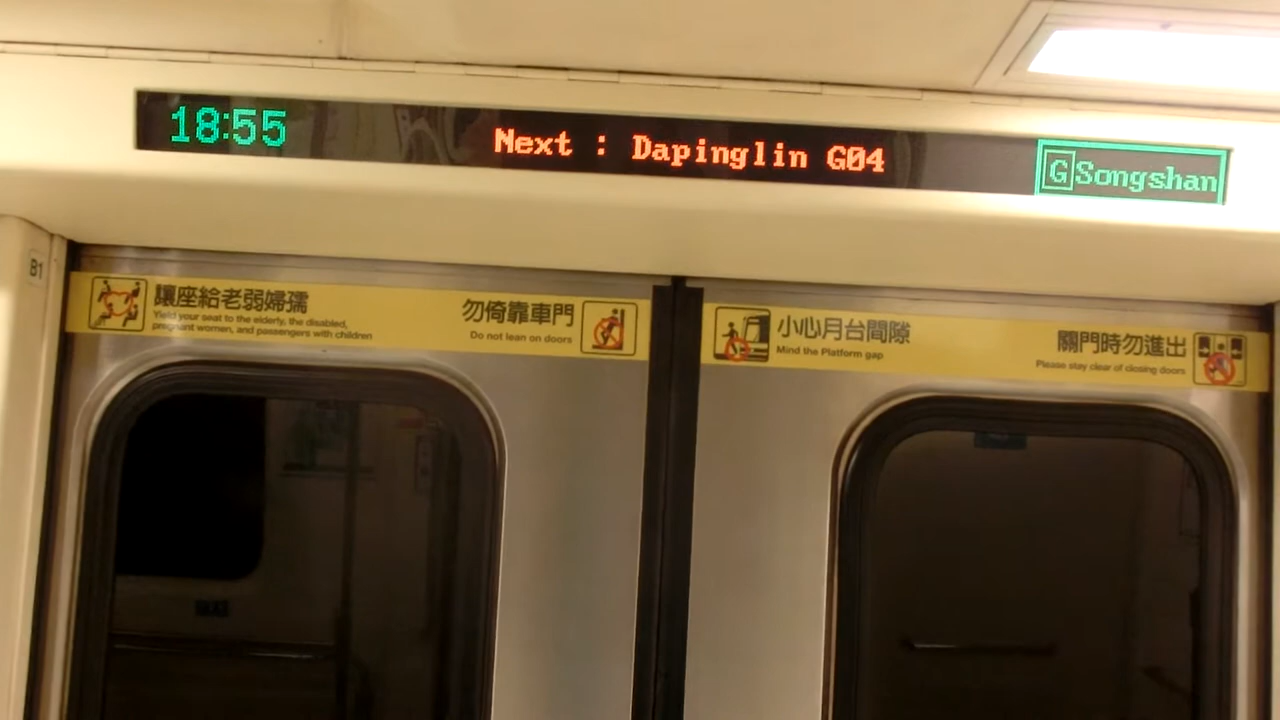 18:55
Next : Dapinglin G04
G Songshan
B1
讓座給老弱婦孺
Yield your seat to the elderly, the disabled,
pregnant women, and passengers with children
勿倚靠車門
Do not lean on doors
小心月台間隙
Mind the Platform gap
關門時勿進出
Please stay clear of closing doors